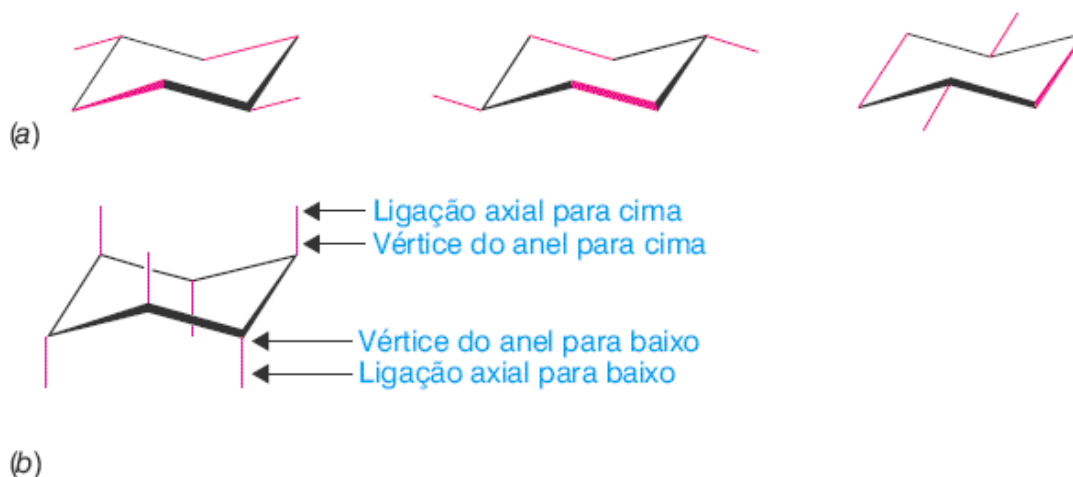 (a)
Ligação axial para cima
Vértice do anel para cima
Vértice do anel para baixo
Ligação axial para baixo
(b)